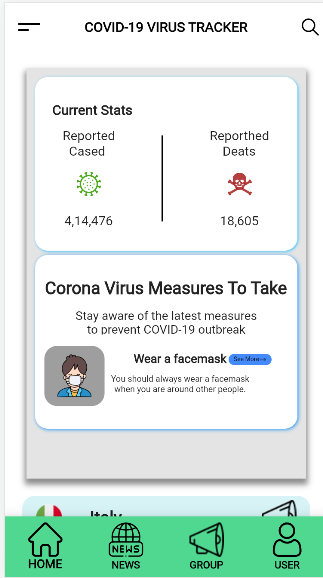 COVID-19 VIRUS TRACKER
Current Stats
Reported
Cased
Reporthed
Deats
4,14,476
18,605
Corona Virus Measures To Take
Stay aware of the latest measures
to prevent COVID-19 outbreak
Wear a facemask
See More→
You should always wear a facemask
when you are around other people.
Italy
NEWS
HOME
NEWS
GROUP
USER